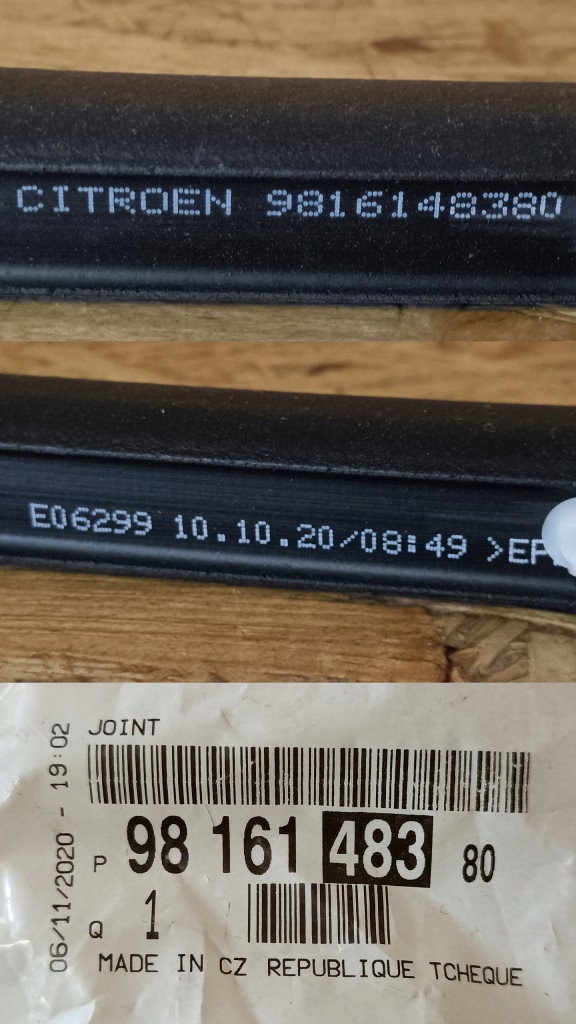 CITROEN 9816148380
E06299 10.10.20/08:49 >EP
06/11/2020 - 19:02
JOINT
P 98 161 483 80
Q 1
MADE IN CZ REPUBLIQUE TCHEQUE